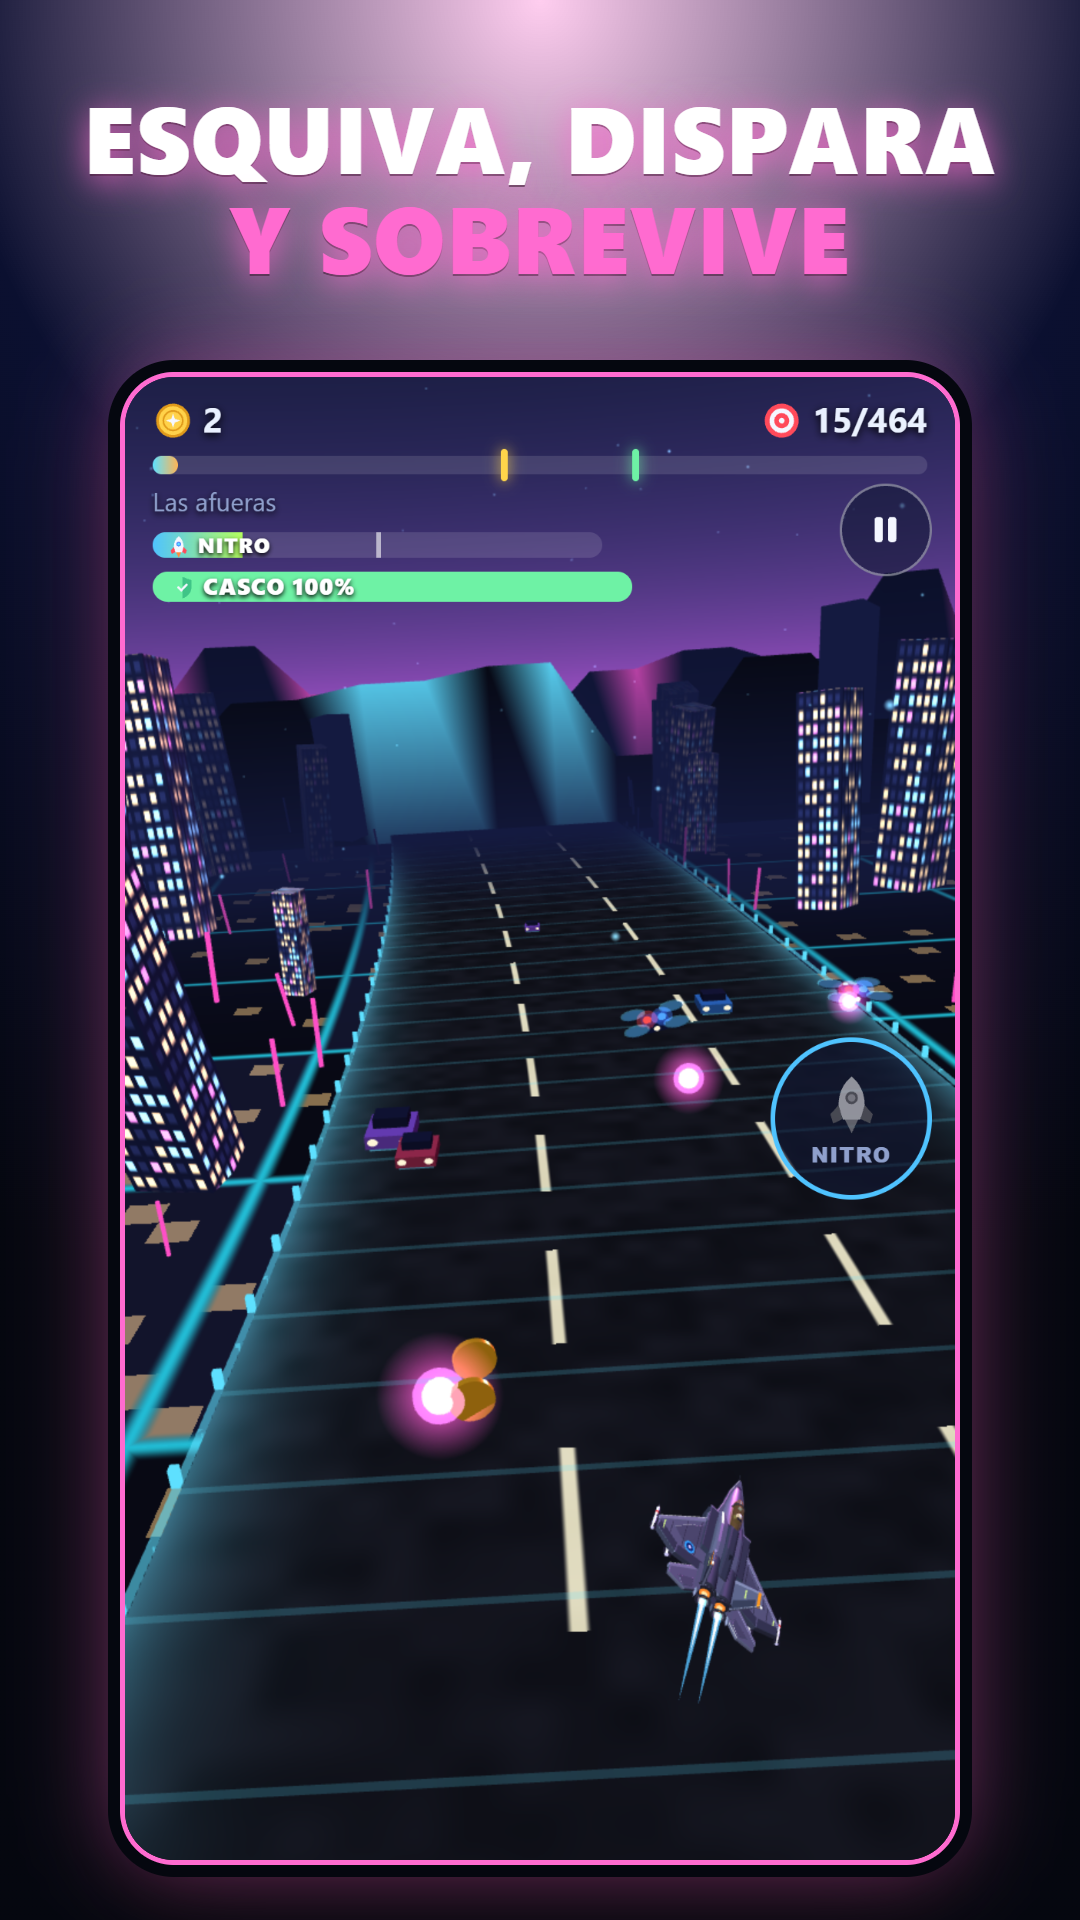 ESQUIVA, DISPARA
Y SOBREVIVE
2
15/464
Las afueras
NITRO
CASCO 100%
NITRO